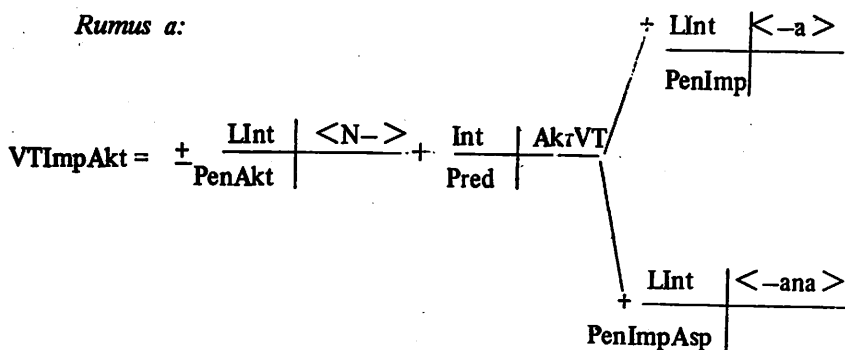 Rumus a:
+ LInt <–a>
PenImp
VTImpAkt = ± LInt <N–> + Int AkrVT
PenAkt Pred
+ LInt <–ana>
PenImpAsp